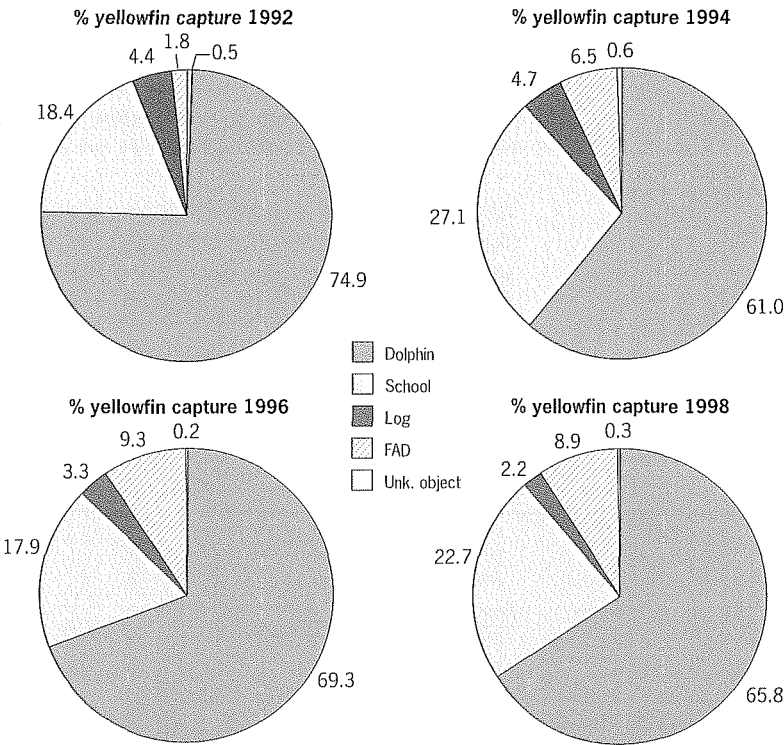 % yellowfin capture 1992
4.4
1.8
0.5
18.4
74.9
% yellowfin capture 1994
4.7
6.5
0.6
27.1
61.0
Dolphin
School
Log
FAD
Unk. object
% yellowfin capture 1996
3.3
9.3
0.2
17.9
69.3
% yellowfin capture 1998
2.2
8.9
0.3
22.7
65.8